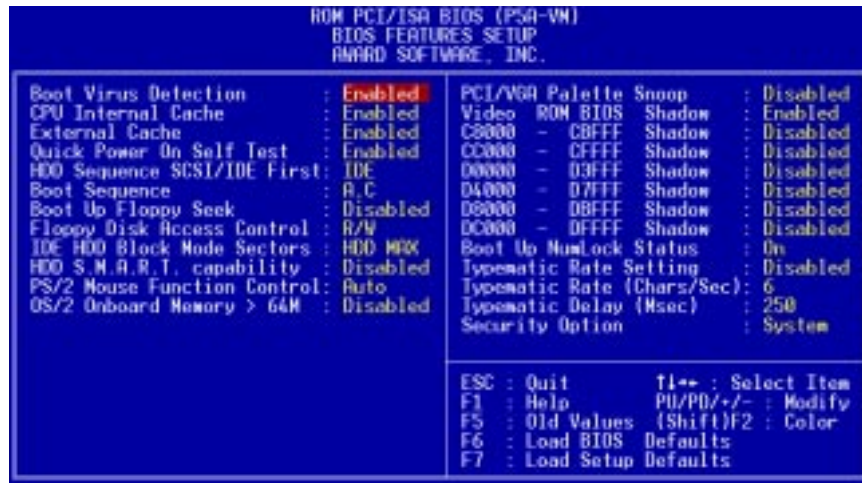 ROM PCI/ISA BIOS (P5A-VM)
BIOS FEATURES SETUP
AWARD SOFTWARE, INC.
Boot Virus Detection : Enabled
CPU Internal Cache : Enabled
External Cache : Enabled
Quick Power On Self Test : Enabled
HDD Sequence SCSI/IDE First: IDE
Boot Sequence : A,C
Boot Up Floppy Seek : Disabled
Floppy Disk Access Control : R/W
IDE HDD Block Mode Sectors : HDD MAX
HDD S.M.A.R.T. capability : Disabled
PS/2 Mouse Function Control: Auto
OS/2 Onboard Memory > 64M : Disabled
PCI/VGA Palette Snoop : Disabled
Video ROM BIOS Shadow : Enabled
C8000 - CBFFF Shadow : Disabled
CC000 - CFFFF Shadow : Disabled
D0000 - D3FFF Shadow : Disabled
D4000 - D7FFF Shadow : Disabled
D8000 - DBFFF Shadow : Disabled
DC000 - DFFFF Shadow : Disabled
Boot Up NumLock Status : On
Typematic Rate Setting : Disabled
Typematic Rate (Chars/Sec): 6
Typematic Delay (Msec) : 250
Security Option : System
ESC : Quit ↑↓→← : Select Item
F1 : Help PU/PD/+/- : Modify
F5 : Old Values (Shift)F2 : Color
F6 : Load BIOS Defaults
F7 : Load Setup Defaults